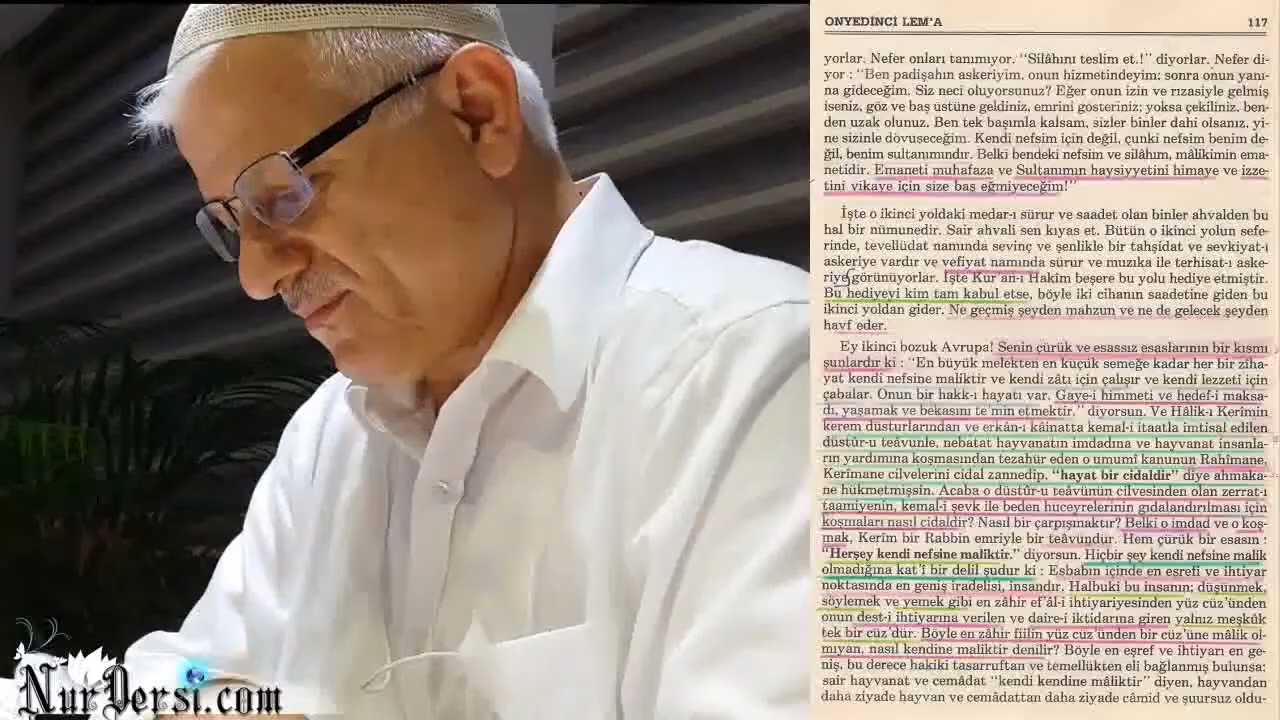 ONYEDİNCİ LEM'A 117
yorlar. Nefer onları tanımıyor. "Silâhını teslim et.!" diyorlar. Nefer di-
yor : "Ben padişahın askeriyim, onun hizmetindeyim; sonra onun yanı-
na gideceğim. Siz neci oluyorsunuz? Eğer onun izin ve rızasiyle gelmiş
iseniz, göz ve baş üstüne geldiniz, emrini gösteriniz; yoksa çekiliniz, ben-
den uzak olunuz. Ben tek başımla kalsam, sizler binler dahi olsanız, yi-
ne sizinle dövüşeceğim. Kendi nefsim için değil, çünki nefsim benim de-
ğil, benim sultanımındır. Belki bendeki nefsim ve silâhım, mâlikimin ema-
netidir. Emaneti muhafaza ve Sultanımın haysiyyetini himaye ve izze-
tini vikaye için size baş eğmiyeceğim!"
İşte o ikinci yoldaki medar-ı sürur ve saadet olan binler ahvalden bu
hal bir nümunedir. Sair ahvali sen kıyas et. Bütün o ikinci yolun sefe-
rinde, tevellüdat namında sevinç ve şenlikle bir tahşidat ve sevkiyat-ı
askeriye vardır ve vefiyat namında sürur ve muzıka ile terhisat-ı aske-
riye görünüyorlar. İşte Kur'an-ı Hakîm beşere bu yolu hediye etmiştir.
Bu hediyeyi kim tam kabul etse, böyle iki cihanın saadetine giden bu
ikinci yoldan gider. Ne geçmiş şeyden mahzun ve ne de gelecek şeyden
havf eder.
Ey ikinci bozuk Avrupa! Senin çürük ve esassız esaslarının bir kısmı
şunlardır ki : "En büyük melekten en küçük semeğe kadar her bir ziha-
yat kendi nefsine maliktir ve kendi zâtı için çalışır ve kendi lezzeti için
çabalar. Onun bir hakk-ı hayatı var. Gaye-i himmeti ve hedef-i maksa-
dı, yaşamak ve bekasını te'min etmektir." diyorsun. Ve Hâlik-ı Kerîmin
kerem düsturlarından ve erkân-ı kâinatta kemal-i itaatla imtisal edilen
düstûr-u teâvunle, nebâtat hayvanatın imdadına ve hayvanat insanla-
rın yardımına koşmasından tezahür eden o umumî kanunun Rahîmane,
Kerîmane cilvelerini cidal zannedip, "hayat bir cidaldir" diye ahmaka-
ne hükmetmişsin. Acaba o düstûr-u teâvünün cilvesinden olan zerrat-ı
taamiyenin, kemal-i şevk ile beden hüceyrelerinin gıdalandırılması için
koşmaları nasıl cidaldir? Nasıl bir çarpışmaktır? Belki o imdad ve o koş-
mak, Kerîm bir Rabbin emriyle bir teâvundur. Hem çürük bir esasın :
"Herşey kendi nefsine maliktir." diyorsun. Hiçbir şey kendi nefsine malik
olmadığına kat'î bir delil şudur ki : Esbabın içinde en eşrefi ve ihtiyar
noktasında en geniş iradelisi, insandır. Halbuki bu insanın; düşünmek,
söylemek ve yemek gibi en zâhir ef'âl-i ihtiyariyesinden yüz cüz'ünden
onun dest-i ihtiyarına verilen ve daire-i iktidarına giren yalnız meşkûk
tek bir cüz'dür. Böyle en zâhir fiilin yüz cüz'ünden bir cüz'üne mâlik ol-
mıyan, nasıl kendine maliktir denilir? Böyle en eşref ve ihtiyarı en ge-
niş, bu derece hakiki tasarruftan ve temellükten eli bağlanmış bulunsa:
sair hayvanat ve cemâdat "kendi kendine mâliktir" diyen, hayvandan
daha ziyade hayvan ve cemâdattan daha ziyade câmid ve şuursuz oldu-
NurDersi.com